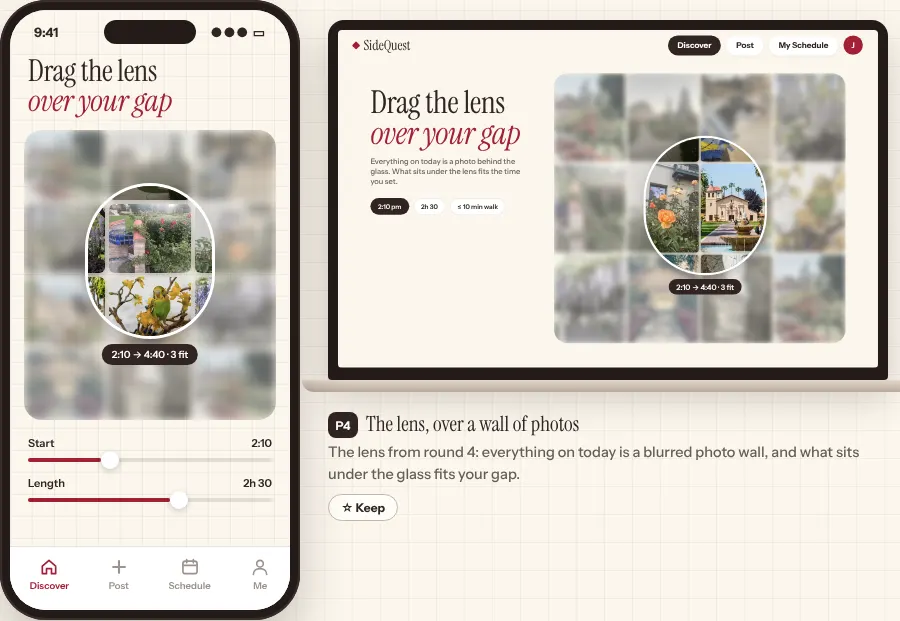 9:41
Drag the lens
over your gap
2:10 → 4:40 · 3 fit
Start
2:10
Length
2h 30
Discover
Post
Schedule
Me
SideQuest
Discover
Post
My Schedule
J
Drag the lens
over your gap
Everything on today is a photo behind the
glass. What sits under the lens fits the time
you set.
2:10 pm
2h 30
≤ 10 min walk
2:10 → 4:40 · 3 fit
P4
The lens, over a wall of photos
The lens from round 4: everything on today is a blurred photo wall, and what sits
under the glass fits your gap.
☆ Keep